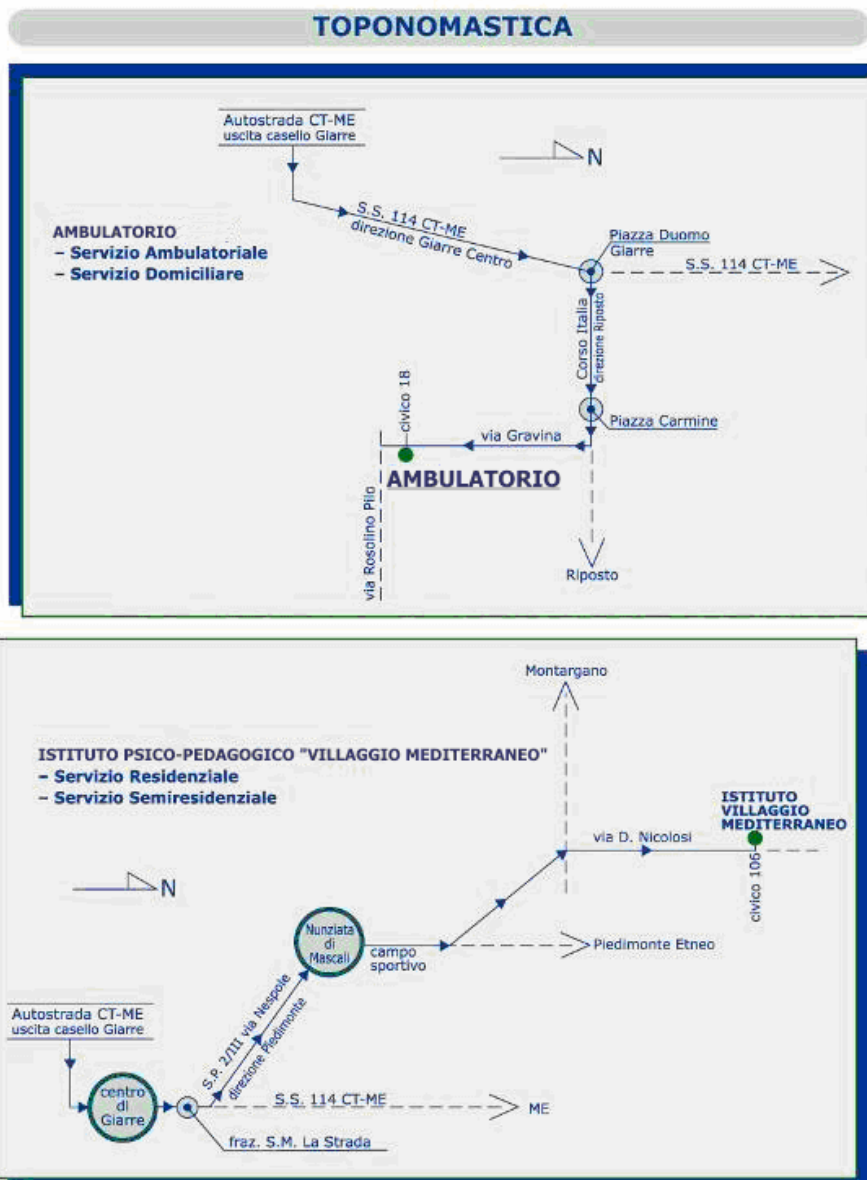 TOPONOMASTICA
Autostrada CT-ME
uscita casello Giarre
N
S.S. 114 CT-ME
direzione Giarre Centro
AMBULATORIO
– Servizio Ambulatoriale
– Servizio Domiciliare
Piazza Duomo
Giarre
S.S. 114 CT-ME
Corso Italia
direzione Riposto
civico 18
Piazza Carmine
via Gravina
AMBULATORIO
via Rosolino Pilo
Riposto
Montargano
ISTITUTO PSICO-PEDAGOGICO "VILLAGGIO MEDITERRANEO"
– Servizio Residenziale
– Servizio Semiresidenziale
ISTITUTO
VILLAGGIO
MEDITERRANEO
via D. Nicolosi
civico 106
N
Nunziata
di
Mascali
campo
sportivo
Piedimonte Etneo
S.P. 2/III via Nespole
direzione Piedimonte
Autostrada CT-ME
uscita casello Giarre
centro
di
Giarre
S.S. 114 CT-ME
ME
fraz. S.M. La Strada